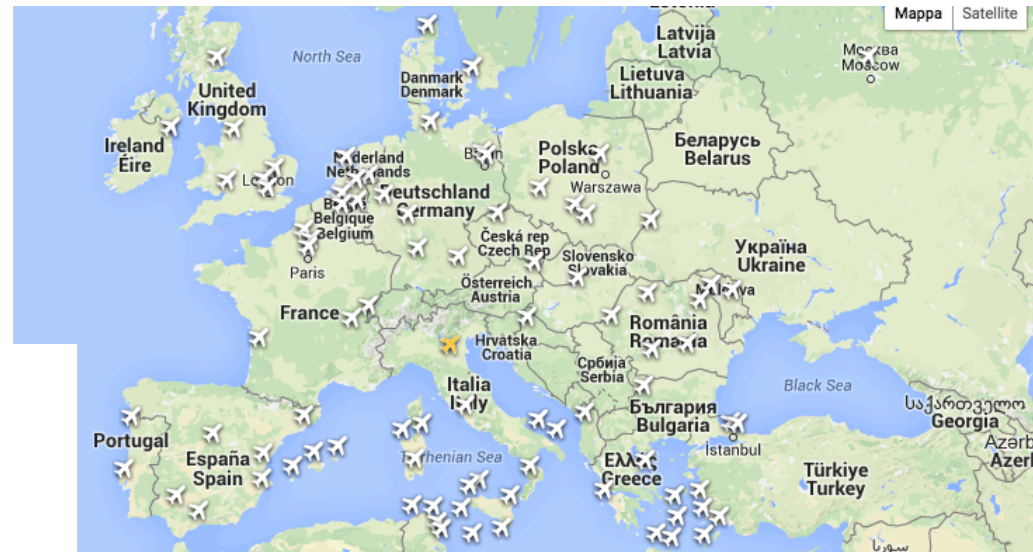 Mappa
Satellite
Latvija
Latvia
Lietuva
Lithuania
Москва
Moscow
North Sea
Danmark
Denmark
United
Kingdom
Ireland
Éire
Беларусь
Belarus
Polska
Poland
Warszawa
Nederland
Netherlands
London
Deutschland
Germany
Belgique
Belgium
Česká rep
Czech Rep
Slovensko
Slovakia
Україна
Ukraine
Paris
Österreich
Austria
Moldova
France
România
Romania
Hrvatska
Croatia
Србија
Serbia
Black Sea
Italia
Italy
България
Bulgaria
საქართველო
Georgia
Portugal
España
Spain
Tyrrhenian Sea
İstanbul
Greece
Türkiye
Turkey
سوريا